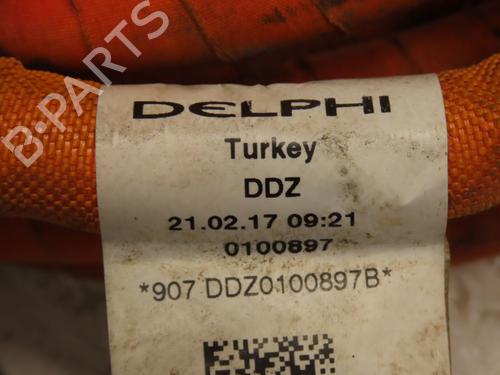 B-PARTS
DELPHI
Turkey
DDZ
21.02.17 09:21
0100897
*907 DDZ0100897B*